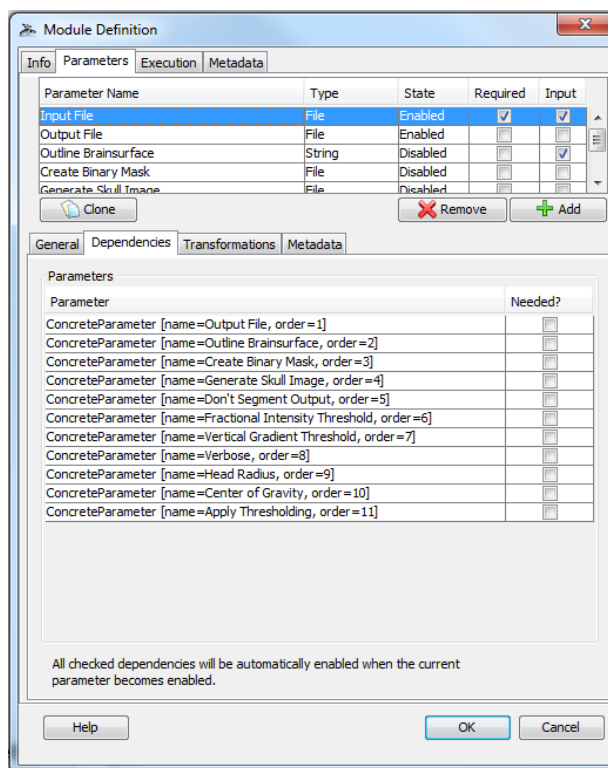 Module Definition
Info Parameters Execution Metadata
Parameter Name Type State Required Input
Input File File Enabled
Output File File Enabled
Outline Brainsurface String Disabled
Create Binary Mask File Disabled
Generate Skull Image File Disabled
Clone Remove Add
General Dependencies Transformations Metadata
Parameters
Parameter Needed?
ConcreteParameter [name=Output File, order=1]
ConcreteParameter [name=Outline Brainsurface, order=2]
ConcreteParameter [name=Create Binary Mask, order=3]
ConcreteParameter [name=Generate Skull Image, order=4]
ConcreteParameter [name=Don't Segment Output, order=5]
ConcreteParameter [name=Fractional Intensity Threshold, order=6]
ConcreteParameter [name=Vertical Gradient Threshold, order=7]
ConcreteParameter [name=Verbose, order=8]
ConcreteParameter [name=Head Radius, order=9]
ConcreteParameter [name=Center of Gravity, order=10]
ConcreteParameter [name=Apply Thresholding, order=11]
All checked dependencies will be automatically enabled when the current
parameter becomes enabled.
Help OK Cancel